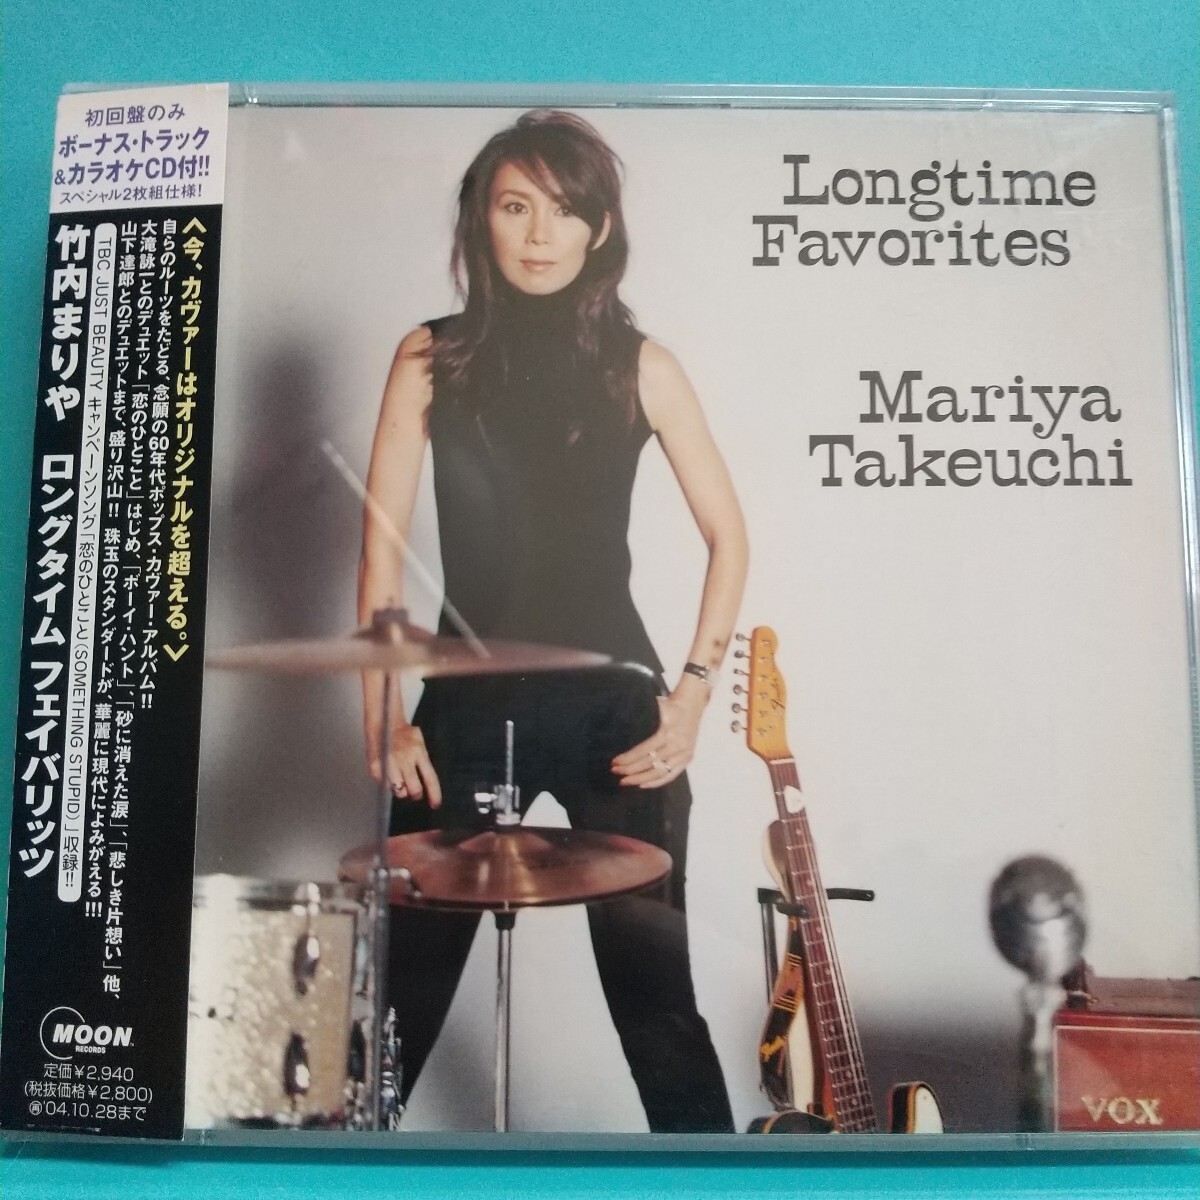 初回盤のみ
ボーナス・トラック
&カラオケCD付!!
スペシャル2枚組仕様!
<今、カヴァーはオリジナルを超える。>
自らのルーツをたどる、念願の60年代ポップス・カヴァー・アルバム!!
大滝詠一とのデュエット「恋のひとこと」はじめ、「ボーイ・ハント」、「砂に消えた涙」、「悲しき片想い」他、
山下達郎とのデュエットまで、盛り沢山!! 珠玉のスタンダードが、華麗に現代によみがえる!!!
TBC JUST BEAUTY キャンペーンソング「恋のひとこと(SOMETHING STUPID)」収録!!
竹内まりや ロングタイム フェイバリッツ
MOON
RECORDS
定価¥2,940
(税抜価格¥2,800)
再'04.10.28まで
Longtime
Favorites
Mariya
Takeuchi
Fender
VOX